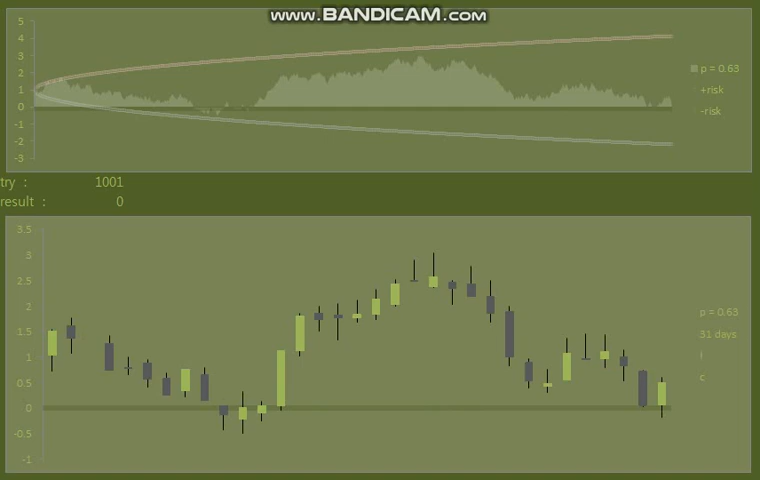 www.BANDICAM.com
5
4
3
2
1
0
-1
-2
-3
p = 0.63
+risk
-risk
try : 1001
result : 0
3.5
3
2.5
2
1.5
1
0.5
0
-0.5
-1
p = 0.63
31 days
c